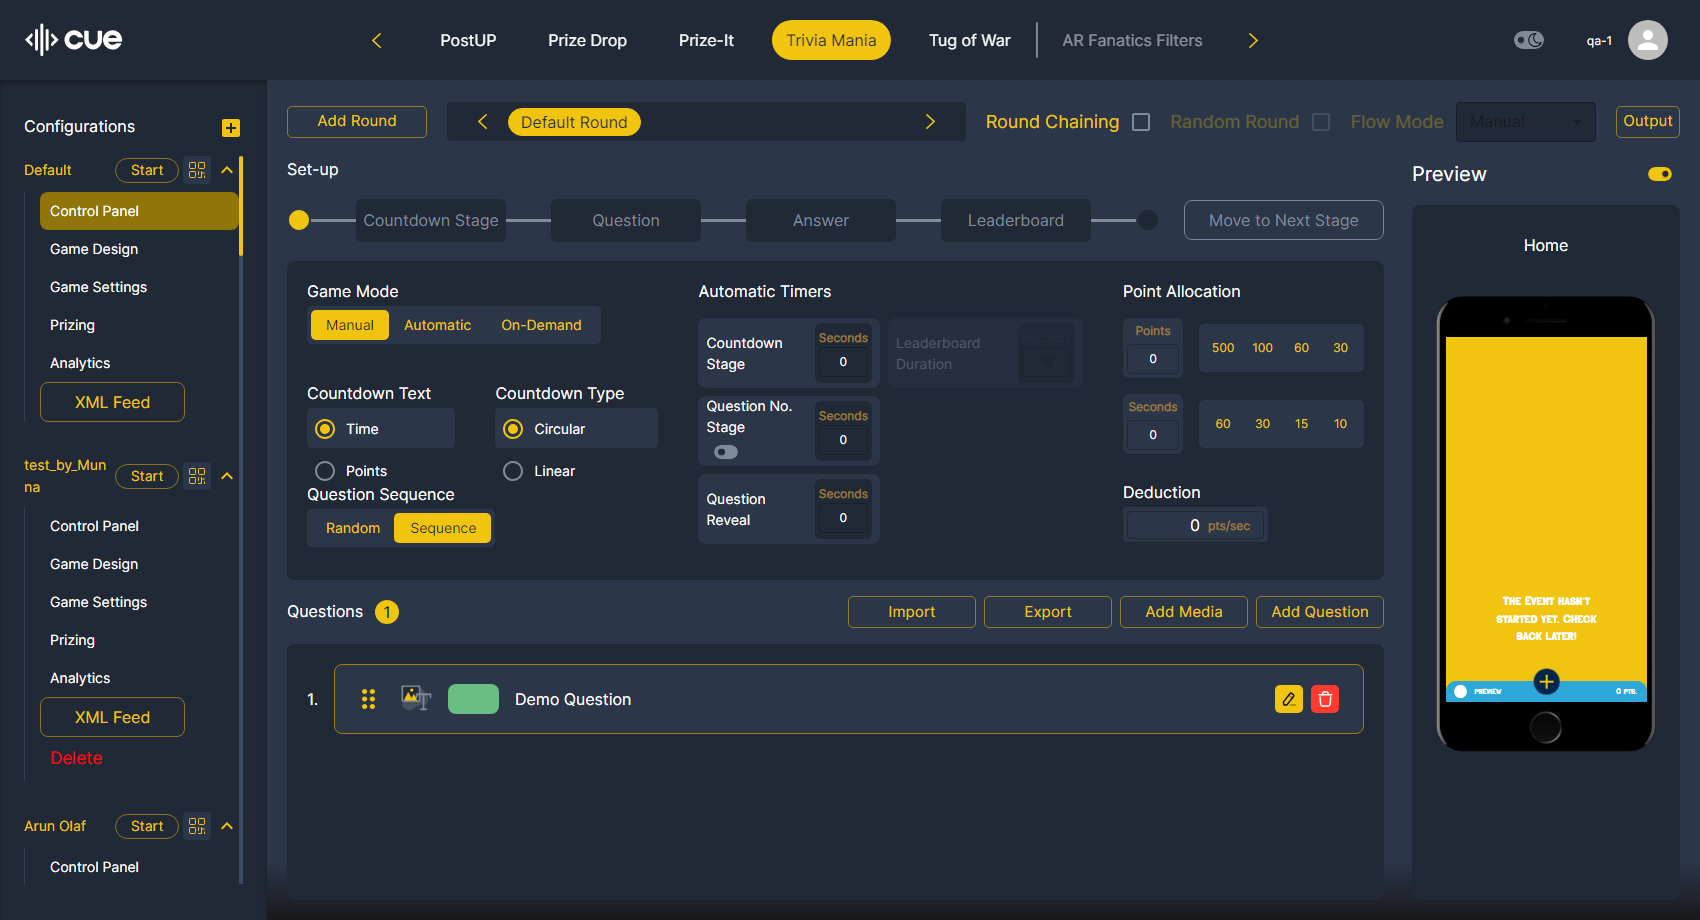 cue
PostUP
Prize Drop
Prize-It
Trivia Mania
Tug of War
AR Fanatics Filters
qa-1
Configurations
Default
Start
Control Panel
Game Design
Game Settings
Prizing
Analytics
XML Feed
test_by_Mun
na
Start
Control Panel
Game Design
Game Settings
Prizing
Analytics
XML Feed
Delete
Arun Olaf
Start
Control Panel
Add Round
Default Round
Round Chaining
Random Round
Flow Mode
Manual
Output
Set-up
Countdown Stage
Question
Answer
Leaderboard
Move to Next Stage
Game Mode
Manual
Automatic
On-Demand
Countdown Text
Time
Points
Countdown Type
Circular
Linear
Question Sequence
Random
Sequence
Automatic Timers
Countdown
Stage
Seconds
0
Leaderboard
Duration
Seconds
10
Question No.
Stage
Seconds
0
Question
Reveal
Seconds
0
Point Allocation
Points
0
500
100
60
30
Seconds
0
60
30
15
10
Deduction
0 pts/sec
Questions 1
Import
Export
Add Media
Add Question
1.
Demo Question
Preview
Home
The Event hasn't
started yet. Check
back later!
PREVIEW
0 PTS.